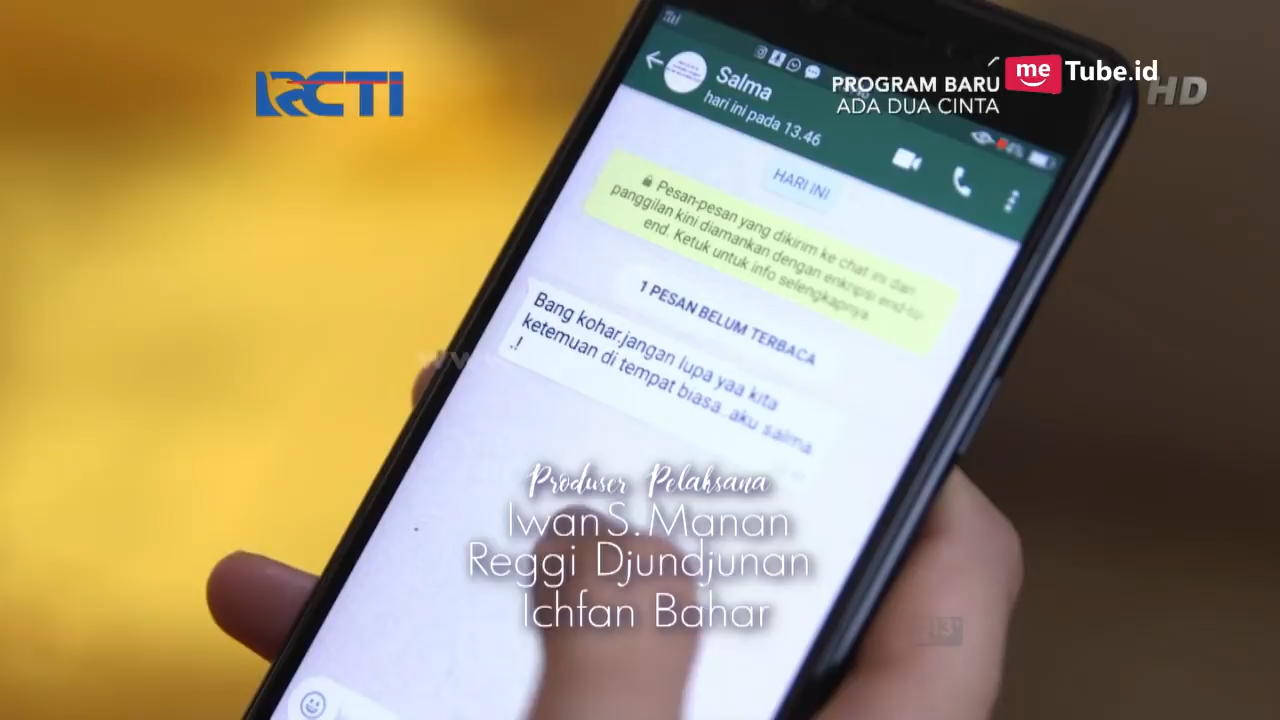 RCTI
PROGRAM BARU
ADA DUA CINTA
me Tube.id
HD
Salma
hari ini pada 13.46
HARI INI
Pesan-pesan yang dikirim ke chat ini dan
panggilan kini diamankan dengan enkripsi end-to-
end. Ketuk untuk info selengkapnya.
1 PESAN BELUM TERBACA
Bang kohar.jangan lupa yaa kita
ketemuan di tempat biasa..aku salma
.!
Produser Pelaksana
Iwan S. Manan
Reggi Djundjunan
Ichfan Bahar